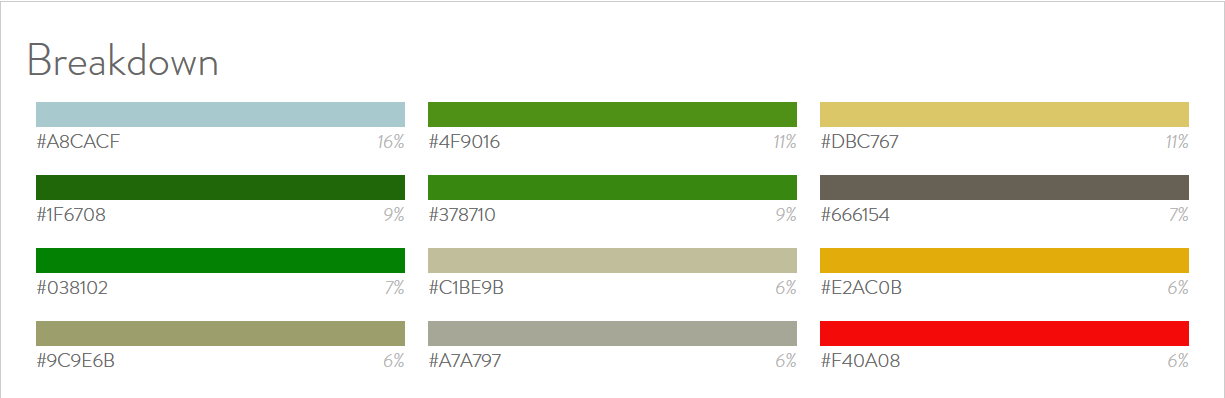 Breakdown
#A8CACF 16% #4F9016 11% #DBC767 11%
#1F6708 9% #378710 9% #666154 7%
#038102 7% #C1BE9B 6% #E2AC0B 6%
#9C9E6B 6% #A7A797 6% #F40A08 6%